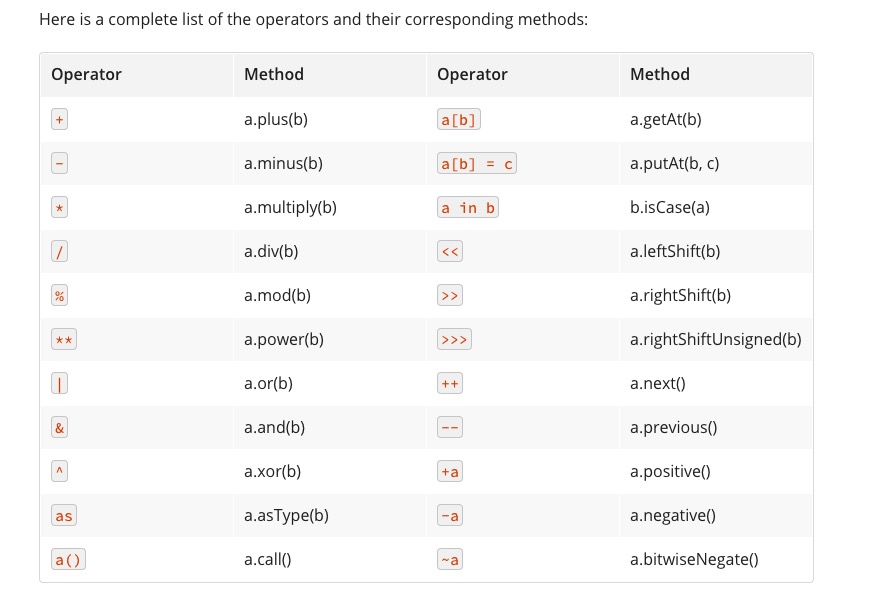 Here is a complete list of the operators and their corresponding methods:
Operator Method Operator Method
+ a.plus(b) a[b] a.getAt(b)
- a.minus(b) a[b] = c a.putAt(b, c)
* a.multiply(b) a in b b.isCase(a)
/ a.div(b) << a.leftShift(b)
% a.mod(b) >> a.rightShift(b)
** a.power(b) >>> a.rightShiftUnsigned(b)
| a.or(b) ++ a.next()
& a.and(b) -- a.previous()
^ a.xor(b) +a a.positive()
as a.asType(b) -a a.negative()
a() a.call() ~a a.bitwiseNegate()